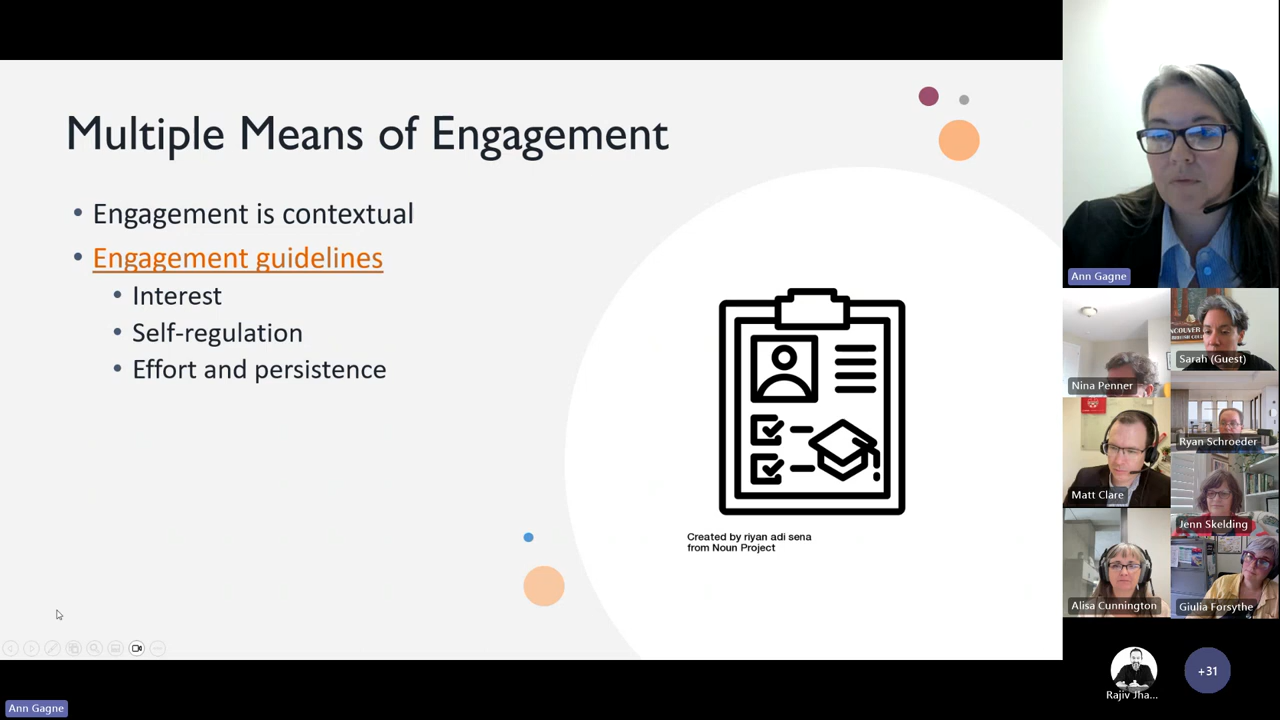 Multiple Means of Engagement
• Engagement is contextual
• Engagement guidelines
• Interest
• Self-regulation
• Effort and persistence
Created by riyan adi sena
from Noun Project
Ann Gagne
Nina Penner
Sarah (Guest)
Matt Clare
Ryan Schroeder
Jenn Skelding
Alisa Cunnington
Giulia Forsythe
Rajiv Jha...
+31
Ann Gagne